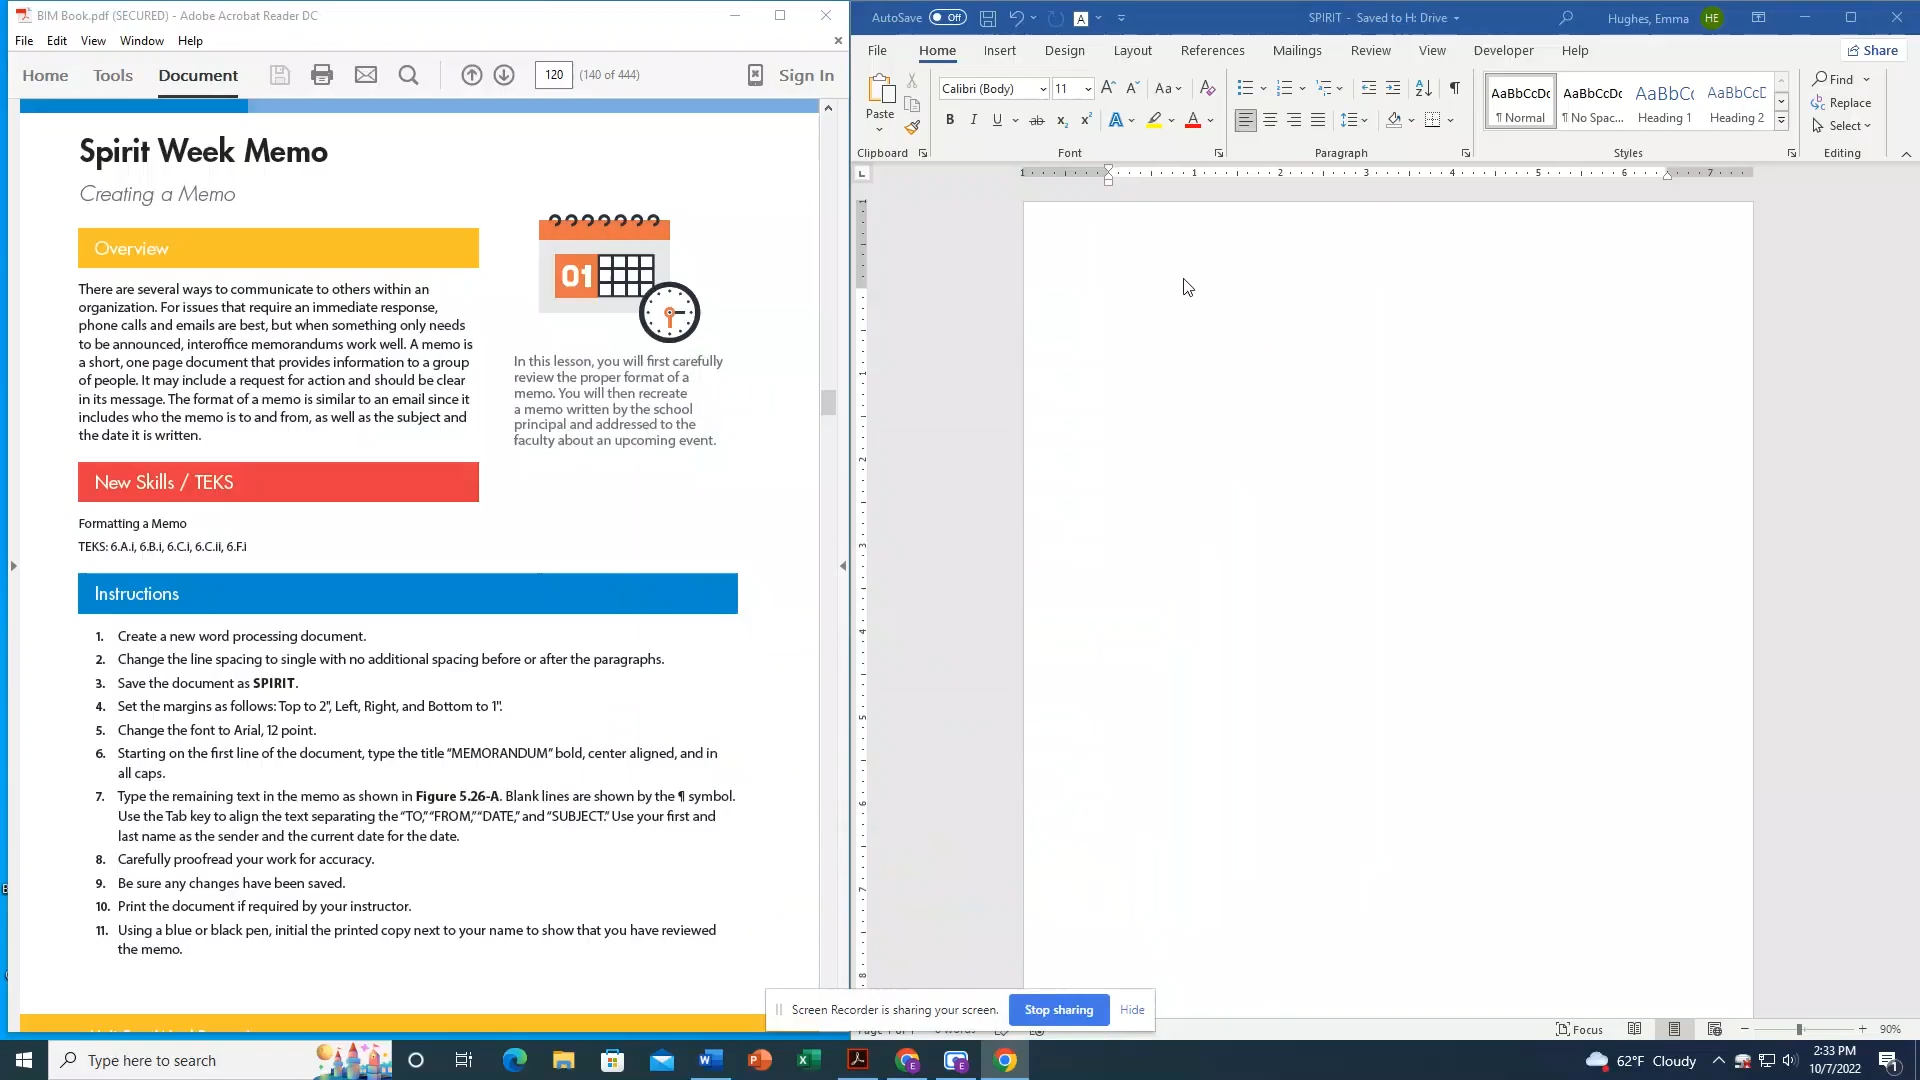 BIM Book.pdf (SECURED) - Adobe Acrobat Reader DC
File Edit View Window Help
Home Tools Document 120 (140 of 444) Sign In
Spirit Week Memo
Creating a Memo
Overview
There are several ways to communicate to others within an
organization. For issues that require an immediate response,
phone calls and emails are best, but when something only needs
to be announced, interoffice memorandums work well. A memo is
a short, one page document that provides information to a group
of people. It may include a request for action and should be clear
in its message. The format of a memo is similar to an email since it
includes who the memo is to and from, as well as the subject and
the date it is written.
01
In this lesson, you will first carefully
review the proper format of a
memo. You will then recreate
a memo written by the school
principal and addressed to the
faculty about an upcoming event.
New Skills / TEKS
Formatting a Memo
TEKS: 6.A.i, 6.B.i, 6.C.i, 6.C.ii, 6.F.i
Instructions
1. Create a new word processing document.
2. Change the line spacing to single with no additional spacing before or after the paragraphs.
3. Save the document as SPIRIT.
4. Set the margins as follows: Top to 2", Left, Right, and Bottom to 1".
5. Change the font to Arial, 12 point.
6. Starting on the first line of the document, type the title "MEMORANDUM" bold, center aligned, and in
all caps.
7. Type the remaining text in the memo as shown in Figure 5.26-A. Blank lines are shown by the ¶ symbol.
Use the Tab key to align the text separating the "TO," "FROM," "DATE," and "SUBJECT." Use your first and
last name as the sender and the current date for the date.
8. Carefully proofread your work for accuracy.
9. Be sure any changes have been saved.
10. Print the document if required by your instructor.
11. Using a blue or black pen, initial the printed copy next to your name to show that you have reviewed
the memo.
AutoSave Off SPIRIT - Saved to H: Drive Hughes, Emma HE
File Home Insert Design Layout References Mailings Review View Developer Help Share
Paste
Calibri (Body) 11
AaBbCcDc AaBbCcDc AaBbCc AaBbCcD
¶ Normal ¶ No Spac... Heading 1 Heading 2
Find
Replace
Select
Clipboard Font Paragraph Styles Editing
1 1 2 3 4 5 6 7
1 1 2 3 4 5 6 7 8
Screen Recorder is sharing your screen. Stop sharing Hide
Focus 90%
Type here to search
62°F Cloudy
2:33 PM
10/7/2022
1